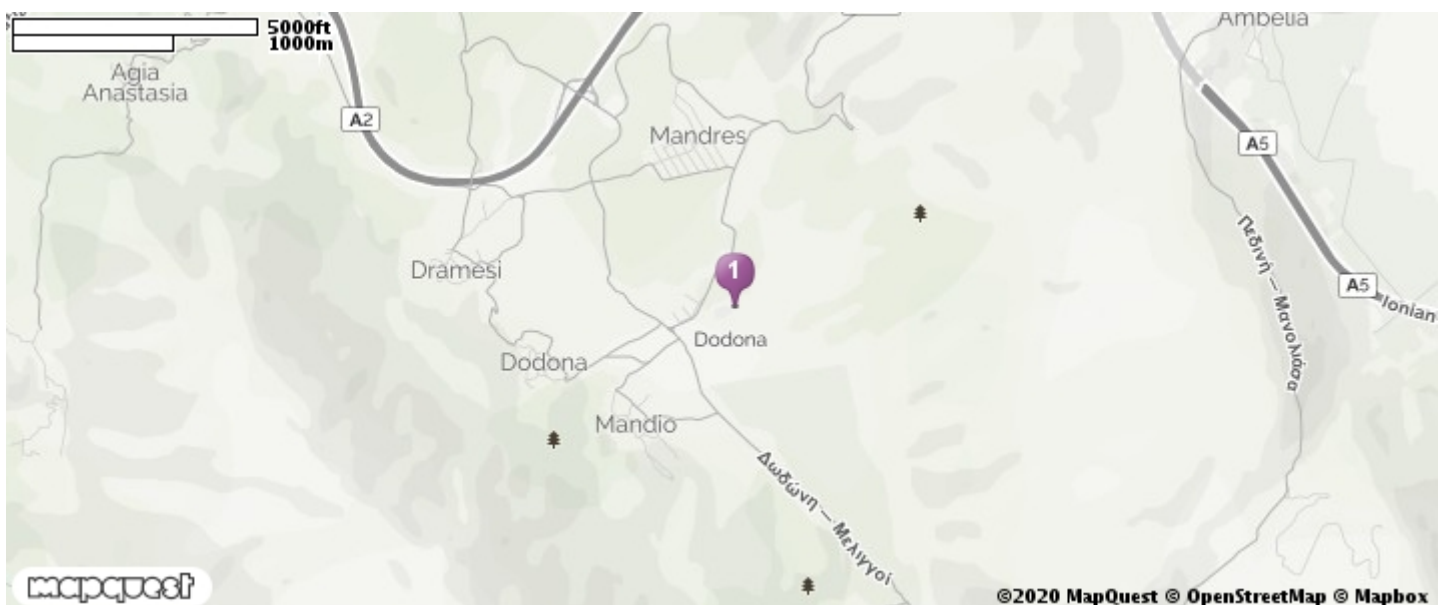 5000ft
1000m
Ambelia
Agia
Anastasia
A2
Mandres
A5
Πεδινή — Μανολιάσα
Dramesi
1
A5
Ionian
Dodona
Dodona
Mandio
Δωδώνη — Μελιγγοί
mapquest
©2020 MapQuest © OpenStreetMap © Mapbox